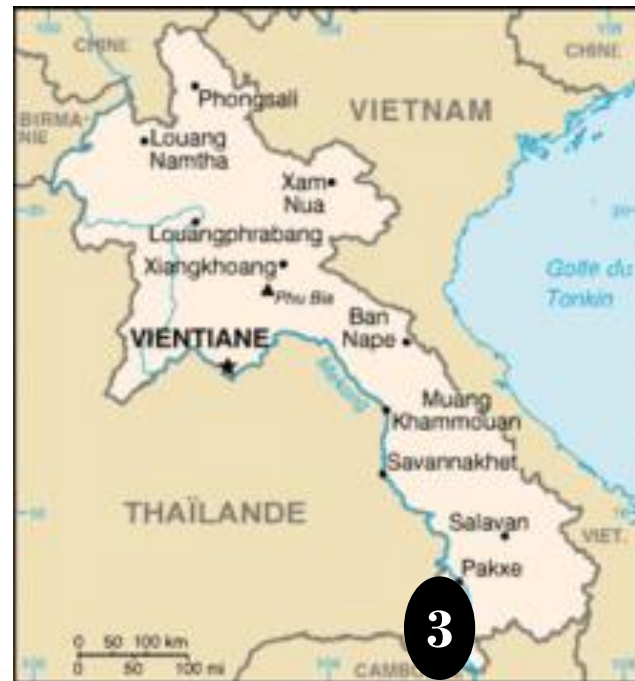 CHINE
CHINE
Phongsali
BIRMA-
NIE
VIETNAM
Louang
Namtha
Xam
Nua
Louangphrabang
Xiangkhoang
Phu Bia
Golfe du
Tonkin
Ban
Nape
VIENTIANE
Mekong
Muang
Khammouan
Savannakhet
THAÏLANDE
Salavan
VIET.
Pakxe
3
0 50 100 km
0 50 100 mi
CAMBO